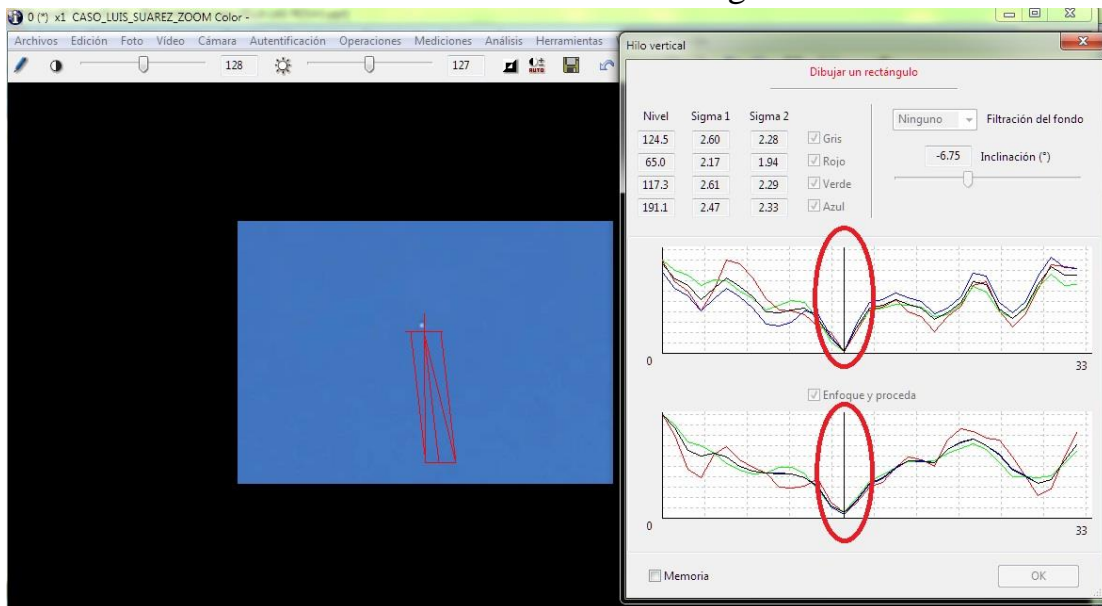 0 (*) x1 CASO_LUIS_SUAREZ_ZOOM Color -
Archivos Edición Foto Vídeo Cámara Autentificación Operaciones Mediciones Análisis Herramientas
128
127
AUTO
Hilo vertical
Dibujar un rectángulo
Nivel Sigma 1 Sigma 2
124.5 2.60 2.28 Gris
65.0 2.17 1.94 Rojo
117.3 2.61 2.29 Verde
191.1 2.47 2.33 Azul
Ninguno Filtración del fondo
-6.75 Inclinación (°)
0
33
Enfoque y proceda
0
33
Memoria
OK